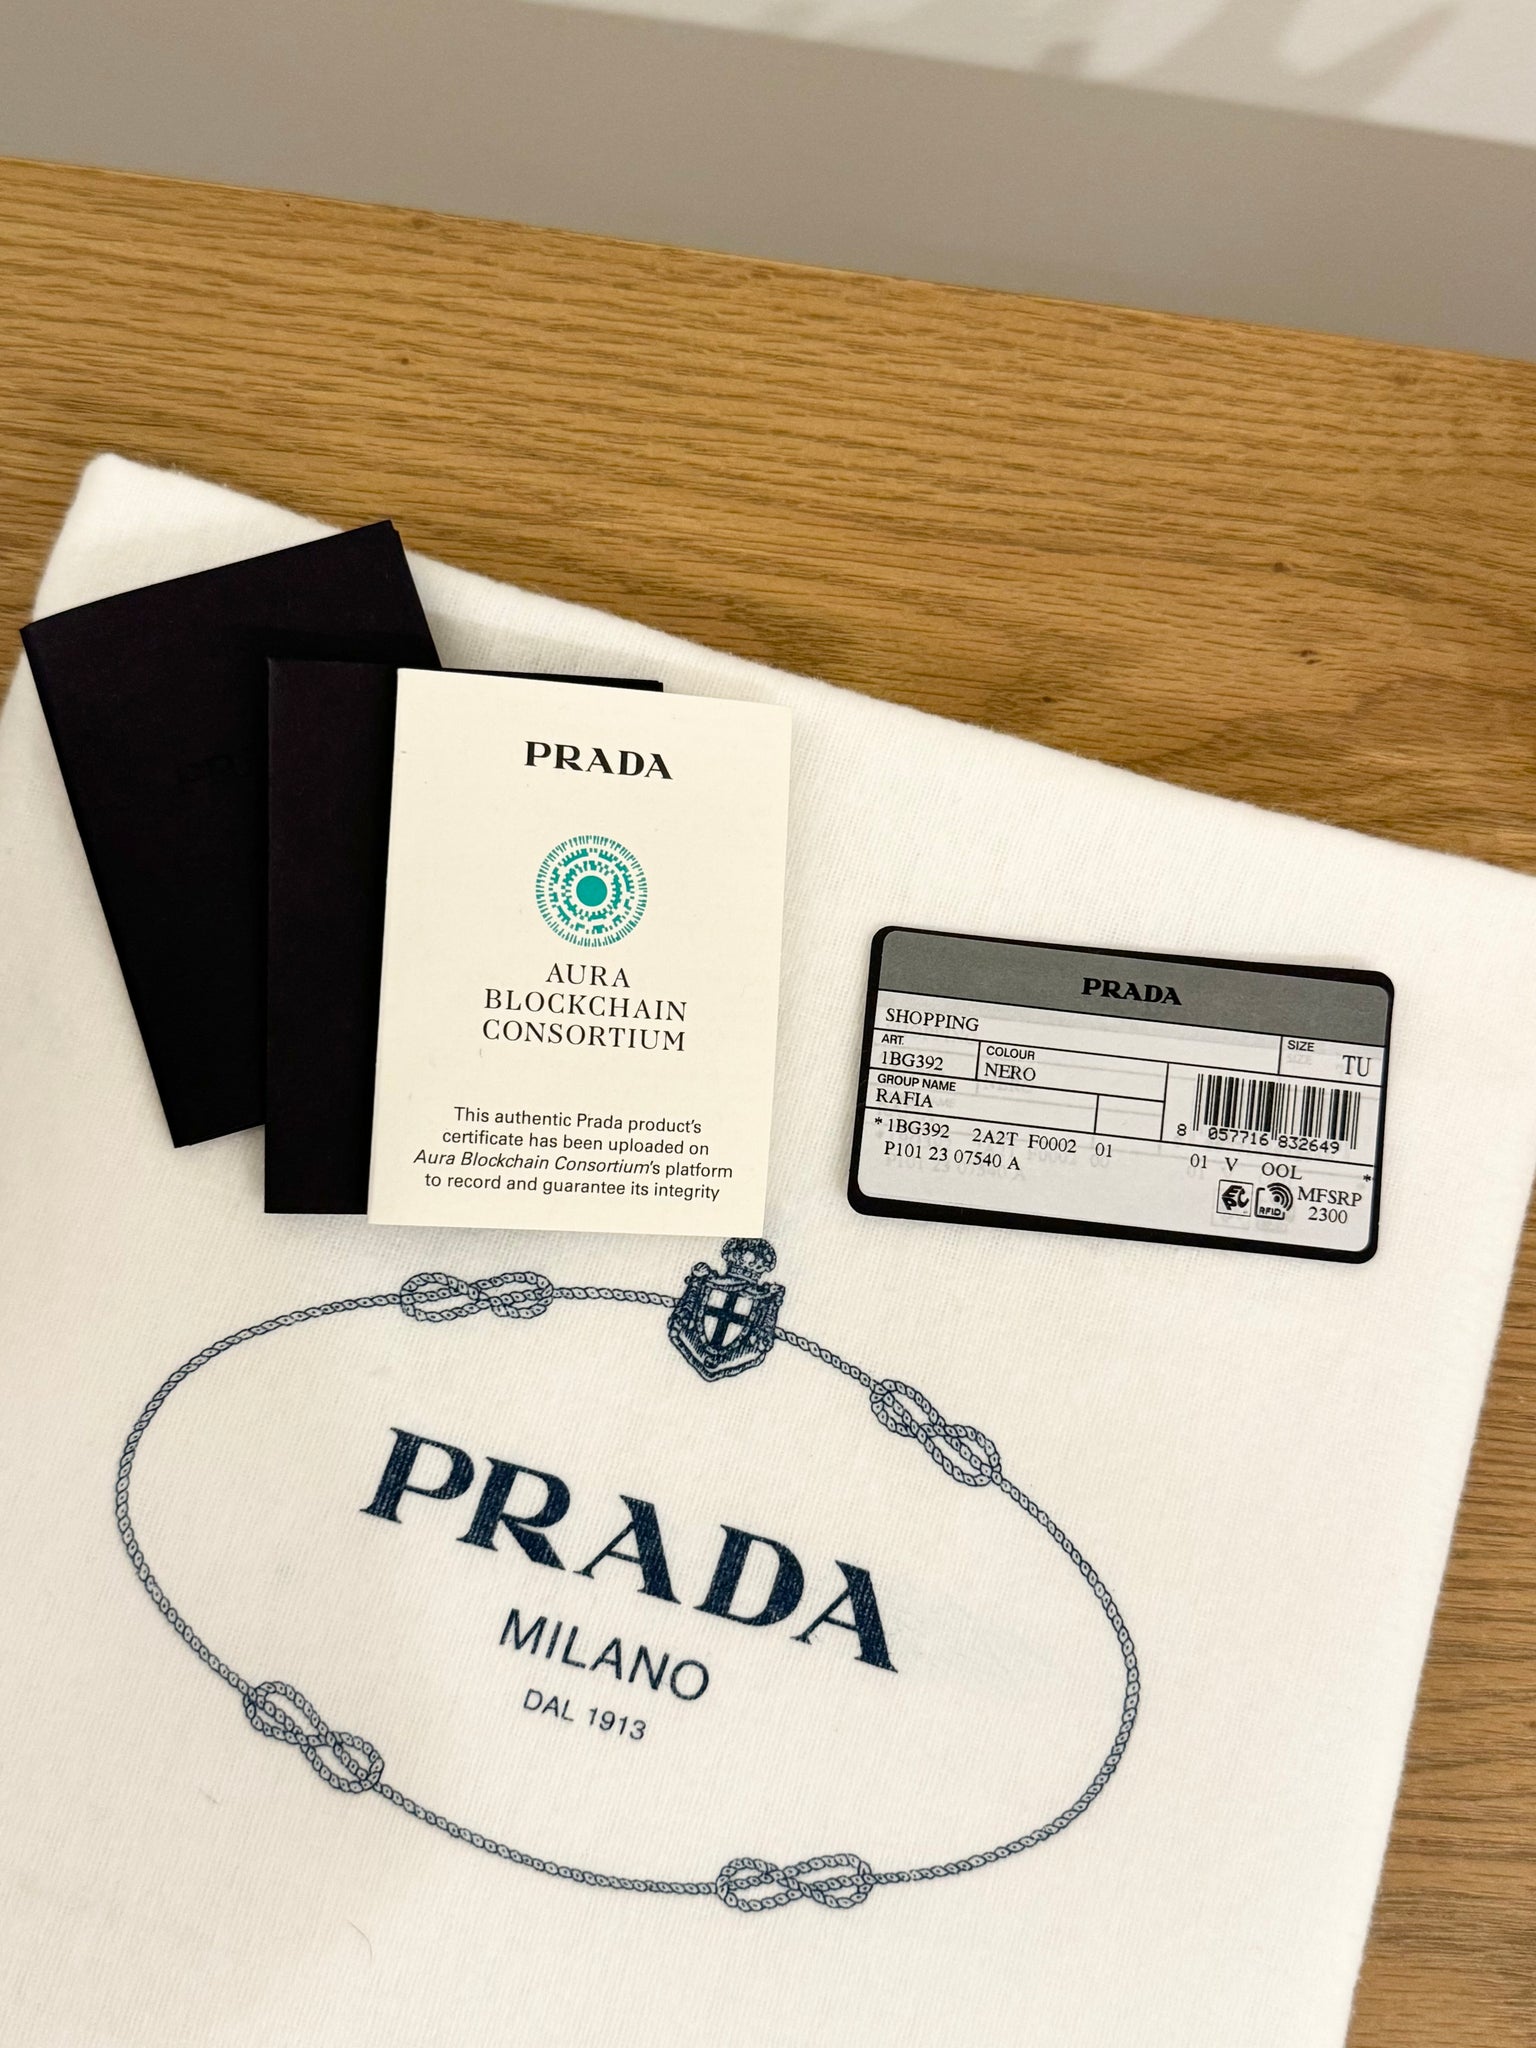 PRADA
AURA
BLOCKCHAIN
CONSORTIUM
This authentic Prada product's
certificate has been uploaded on
Aura Blockchain Consortium's platform
to record and guarantee its integrity
PRADA
SHOPPING
SIZE
TU
ART.
1BG392
COLOUR
NERO
GROUP NAME
RAFIA
8 057716 832649
*1BG392 2A2T F0002 01
P101 23 07540 A
01 V OOL *
EPC
RFID
MFSRP
2300
PRADA
MILANO
DAL 1913